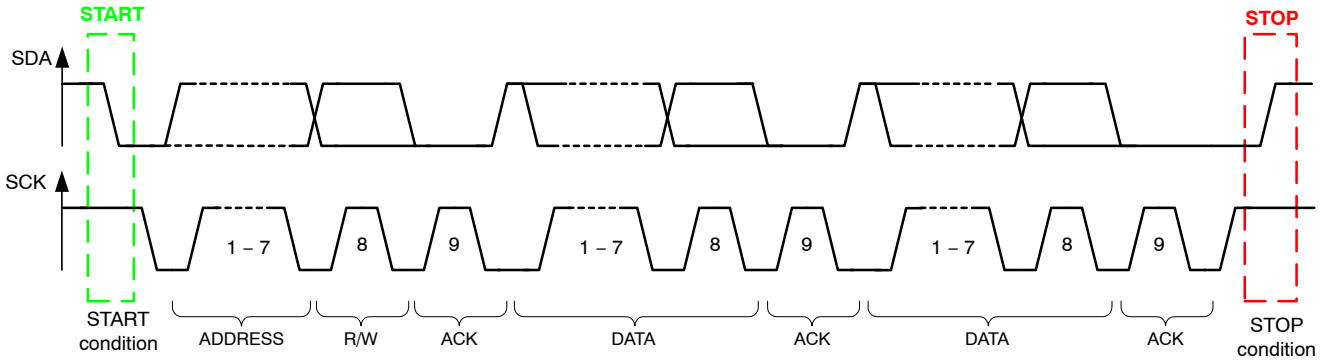 START
STOP
SDA
SCK
1 – 7
8
9
1 – 7
8
9
1 – 7
8
9
START
condition
ADDRESS
R/W
ACK
DATA
ACK
DATA
ACK
STOP
condition